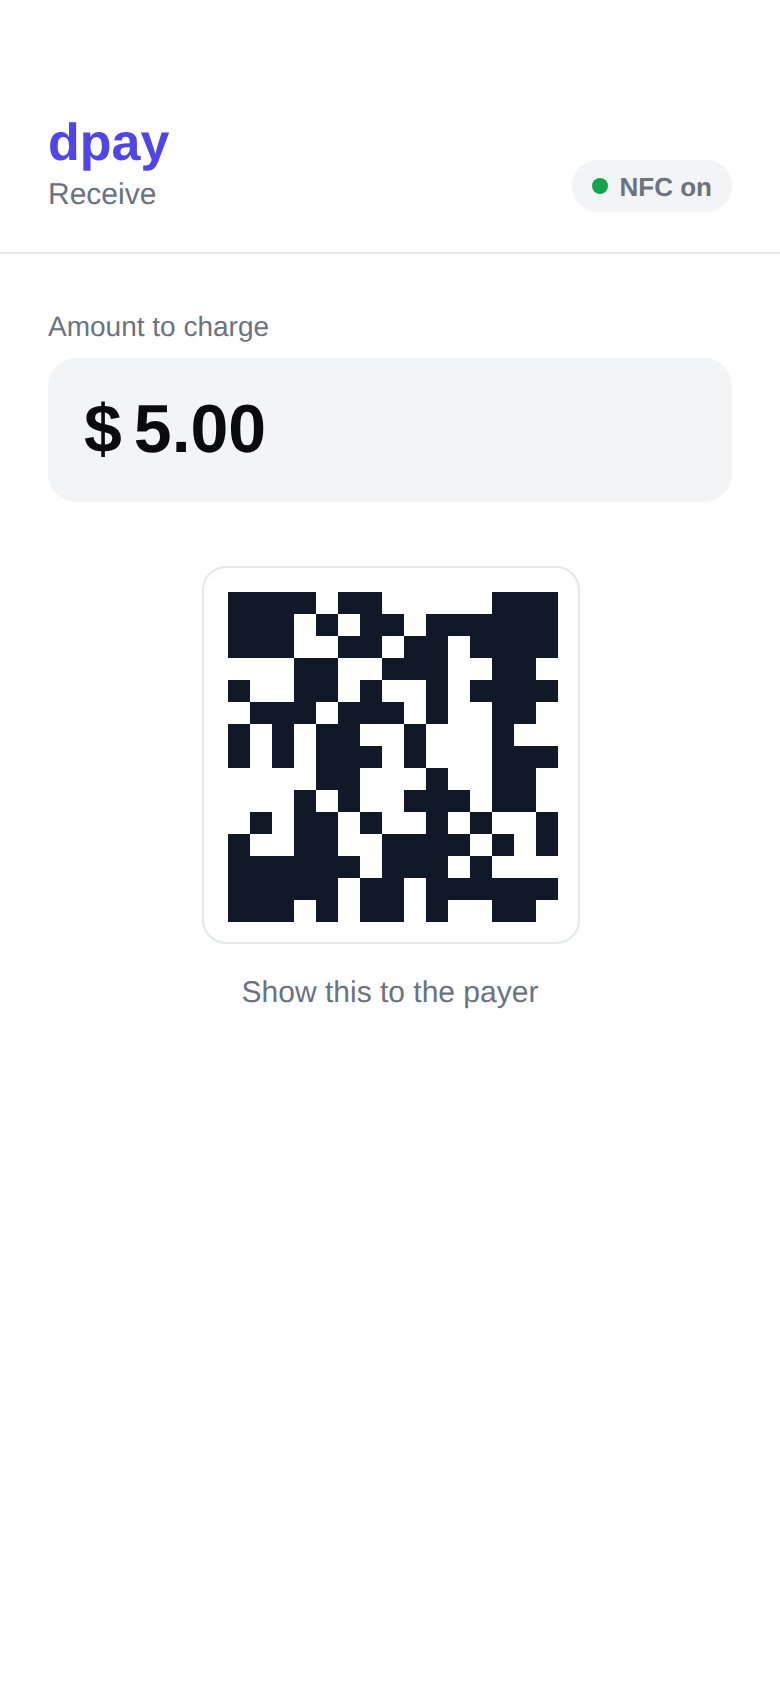 dpay
Receive
NFC on
Amount to charge
$ 5.00
Show this to the payer